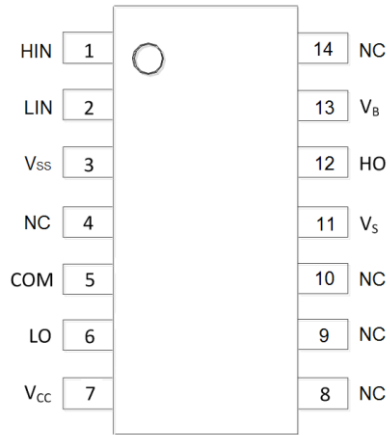 HIN 1 14 NC
LIN 2 13 VB
VSS 3 12 HO
NC 4 11 VS
COM 5 10 NC
LO 6 9 NC
VCC 7 8 NC